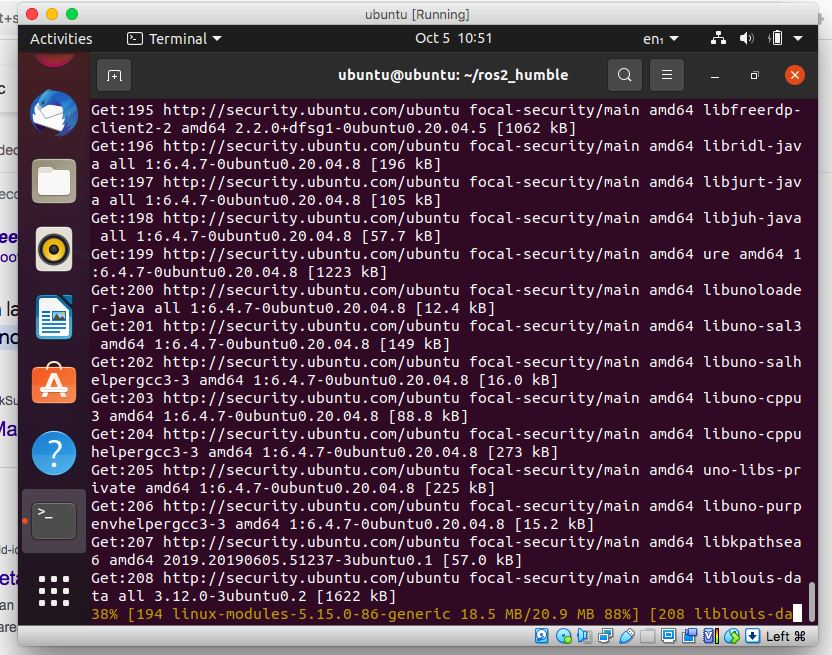 ubuntu [Running]
Activities Terminal Oct 5 10:51 en₁
ubuntu@ubuntu: ~/ros2_humble
Get:195 http://security.ubuntu.com/ubuntu focal-security/main amd64 libfreerdp-
client2-2 amd64 2.2.0+dfsg1-0ubuntu0.20.04.5 [1062 kB]
Get:196 http://security.ubuntu.com/ubuntu focal-security/main amd64 libridl-jav
a all 1:6.4.7-0ubuntu0.20.04.8 [196 kB]
Get:197 http://security.ubuntu.com/ubuntu focal-security/main amd64 libjurt-jav
a all 1:6.4.7-0ubuntu0.20.04.8 [105 kB]
Get:198 http://security.ubuntu.com/ubuntu focal-security/main amd64 libjuh-java
 all 1:6.4.7-0ubuntu0.20.04.8 [57.7 kB]
Get:199 http://security.ubuntu.com/ubuntu focal-security/main amd64 ure amd64 1
:6.4.7-0ubuntu0.20.04.8 [1223 kB]
Get:200 http://security.ubuntu.com/ubuntu focal-security/main amd64 libunoloade
r-java all 1:6.4.7-0ubuntu0.20.04.8 [12.4 kB]
Get:201 http://security.ubuntu.com/ubuntu focal-security/main amd64 libuno-sal3
 amd64 1:6.4.7-0ubuntu0.20.04.8 [149 kB]
Get:202 http://security.ubuntu.com/ubuntu focal-security/main amd64 libuno-salh
elpergcc3-3 amd64 1:6.4.7-0ubuntu0.20.04.8 [16.0 kB]
Get:203 http://security.ubuntu.com/ubuntu focal-security/main amd64 libuno-cppu
3 amd64 1:6.4.7-0ubuntu0.20.04.8 [88.8 kB]
Get:204 http://security.ubuntu.com/ubuntu focal-security/main amd64 libuno-cppu
helpergcc3-3 amd64 1:6.4.7-0ubuntu0.20.04.8 [273 kB]
Get:205 http://security.ubuntu.com/ubuntu focal-security/main amd64 uno-libs-pr
ivate amd64 1:6.4.7-0ubuntu0.20.04.8 [225 kB]
Get:206 http://security.ubuntu.com/ubuntu focal-security/main amd64 libuno-purp
envhelpergcc3-3 amd64 1:6.4.7-0ubuntu0.20.04.8 [15.2 kB]
Get:207 http://security.ubuntu.com/ubuntu focal-security/main amd64 libkpathsea
6 amd64 2019.20190605.51237-3ubuntu0.1 [57.0 kB]
Get:208 http://security.ubuntu.com/ubuntu focal-security/main amd64 liblouis-da
ta all 3.12.0-3ubuntu0.2 [1622 kB]
38% [194 linux-modules-5.15.0-86-generic 18.5 MB/20.9 MB 88%] [208 liblouis-da
Left ⌘